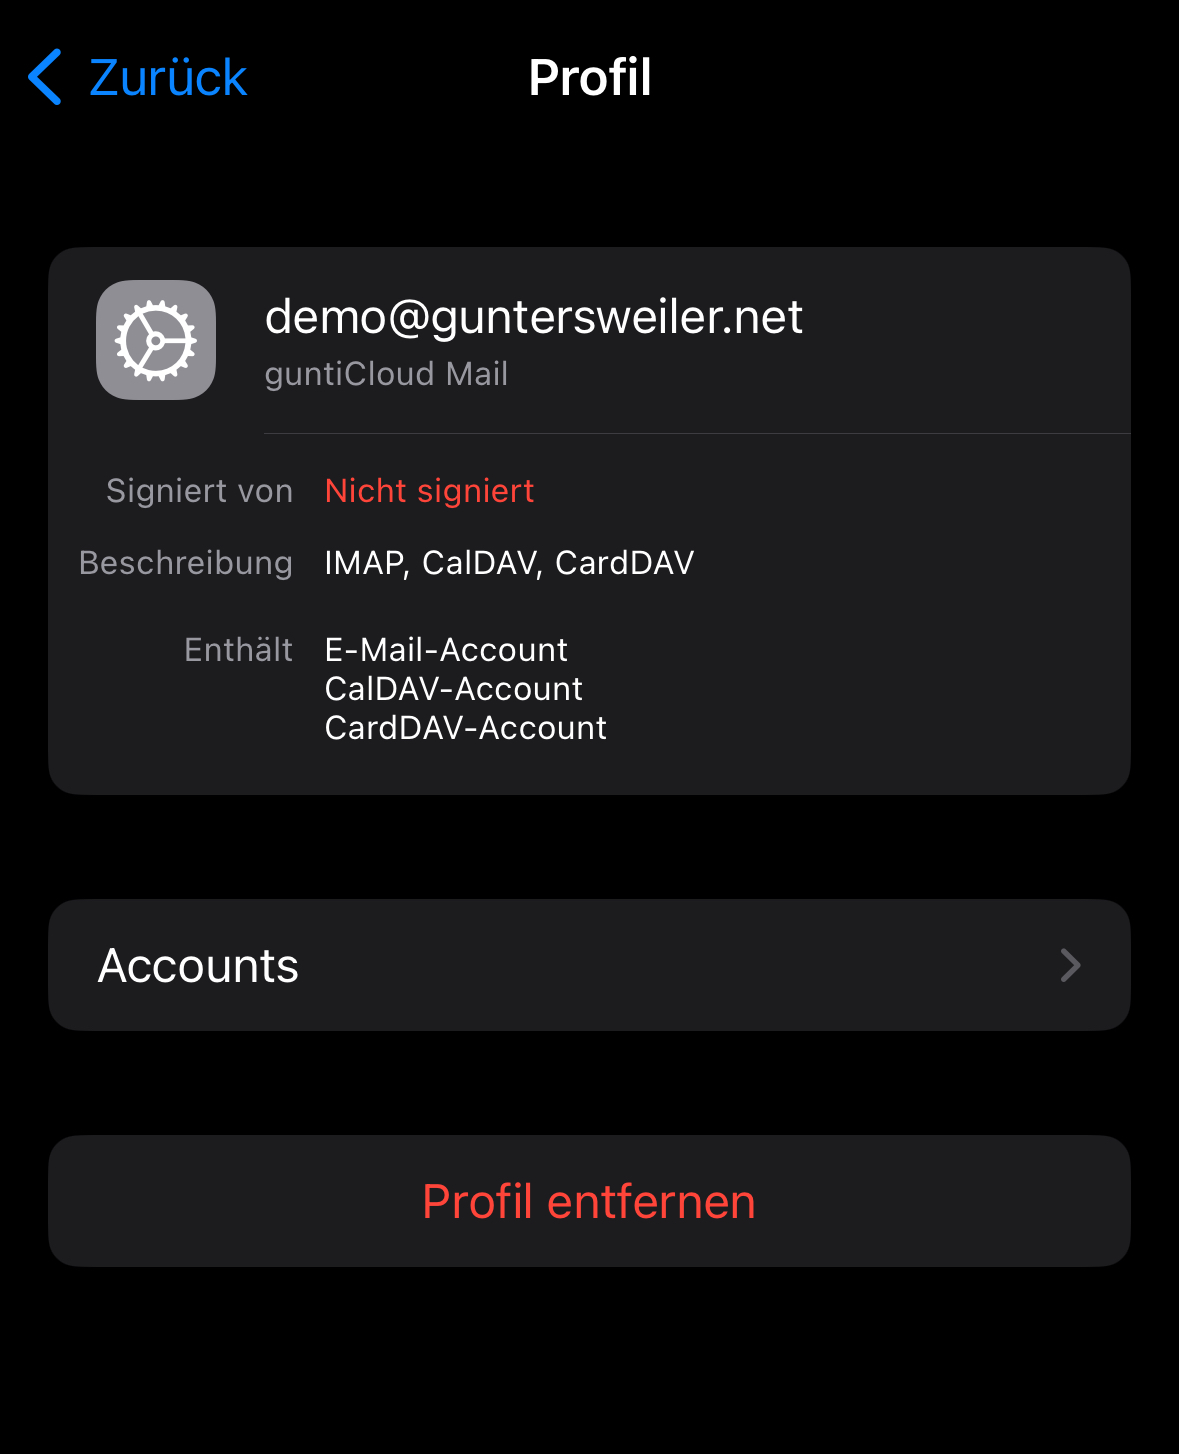 Zurück
Profil
demo@guntersweiler.net
guntiCloud Mail
Signiert von Nicht signiert
Beschreibung IMAP, CalDAV, CardDAV
Enthält E-Mail-Account
CalDAV-Account
CardDAV-Account
Accounts
Profil entfernen